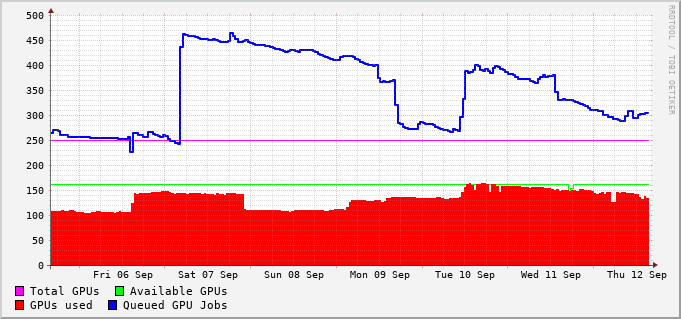 500
450
400
350
300
250
200
150
100
50
0
Fri 06 Sep Sat 07 Sep Sun 08 Sep Mon 09 Sep Tue 10 Sep Wed 11 Sep Thu 12 Sep
Total GPUs Available GPUs
GPUs used Queued GPU Jobs
RRDTOOL / TOBI OETIKER